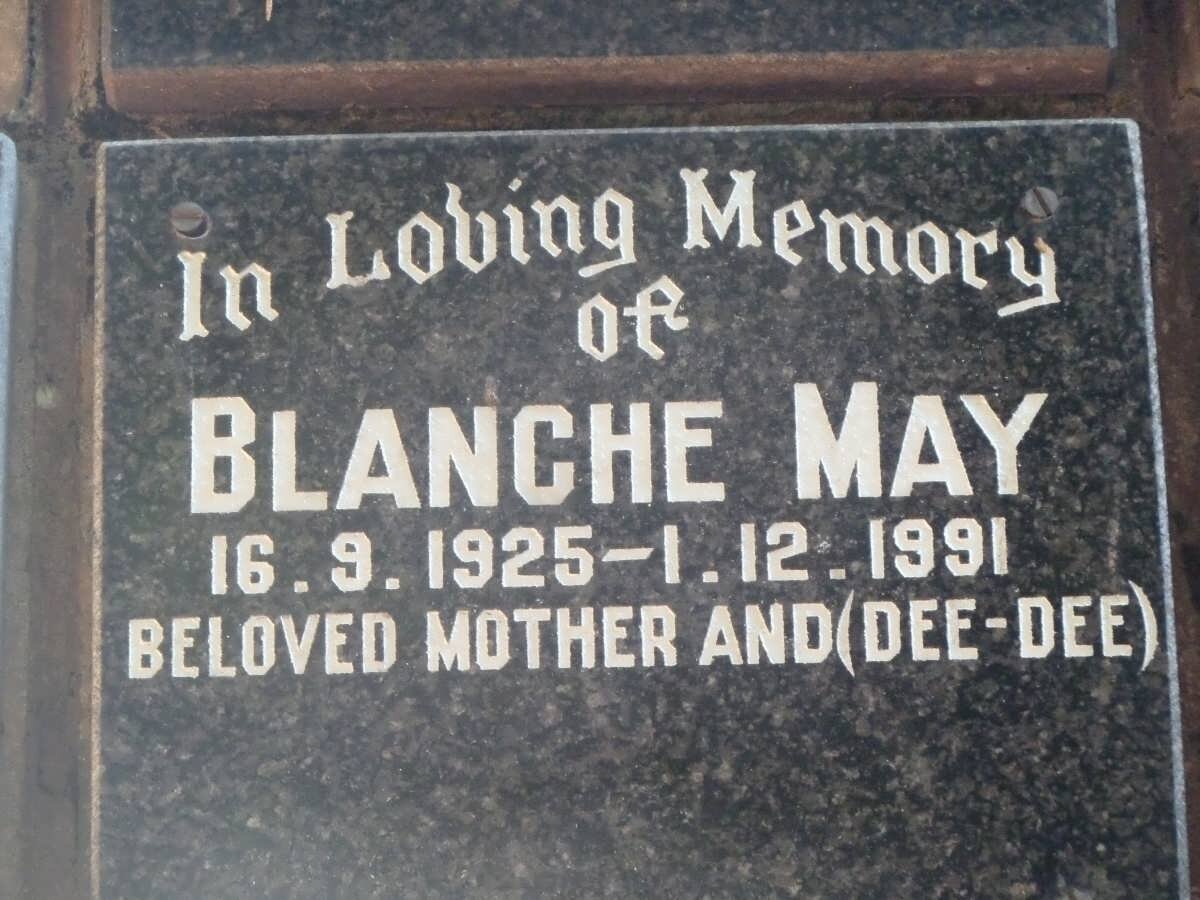 In Loving Memory
of
BLANCHE MAY
16.9.1925-1.12.1991
BELOVED MOTHER AND (DEE-DEE)